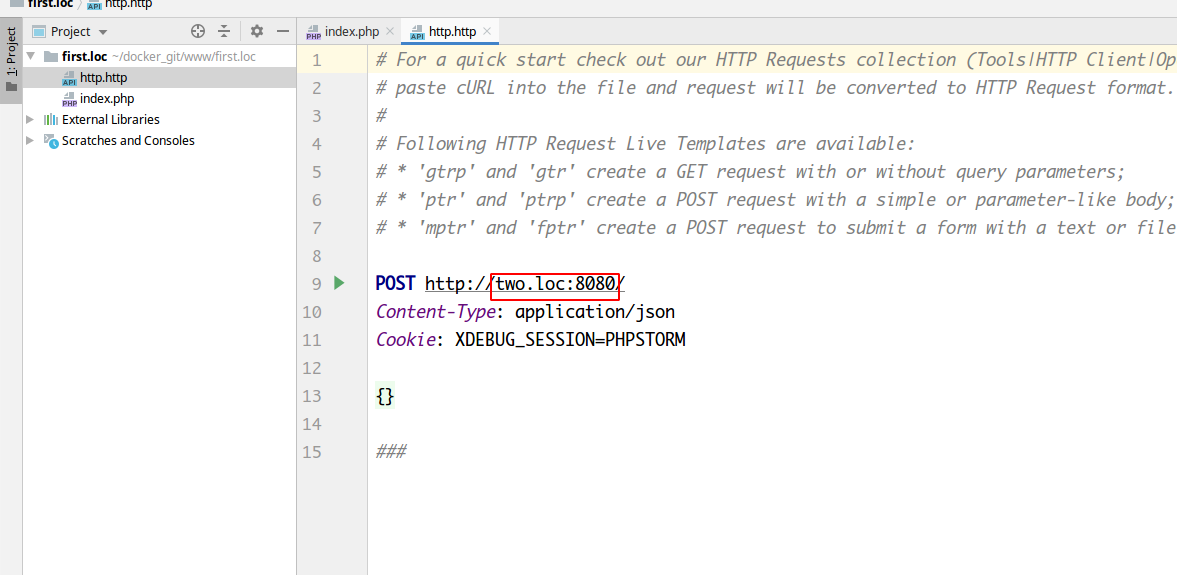 first.loc
http.http
1: Project
Project
first.loc ~/docker_git/www/first.loc
http.http
index.php
External Libraries
Scratches and Consoles
index.php
http.http
1 # For a quick start check out our HTTP Requests collection (Tools|HTTP Client|Op
2 # paste cURL into the file and request will be converted to HTTP Request format.
3 #
4 # Following HTTP Request Live Templates are available:
5 # * 'gtrp' and 'gtr' create a GET request with or without query parameters;
6 # * 'ptr' and 'ptrp' create a POST request with a simple or parameter-like body;
7 # * 'mptr' and 'fptr' create a POST request to submit a form with a text or file
8
9 POST http://two.loc:8080/
10 Content-Type: application/json
11 Cookie: XDEBUG_SESSION=PHPSTORM
12
13 {}
14
15 ###